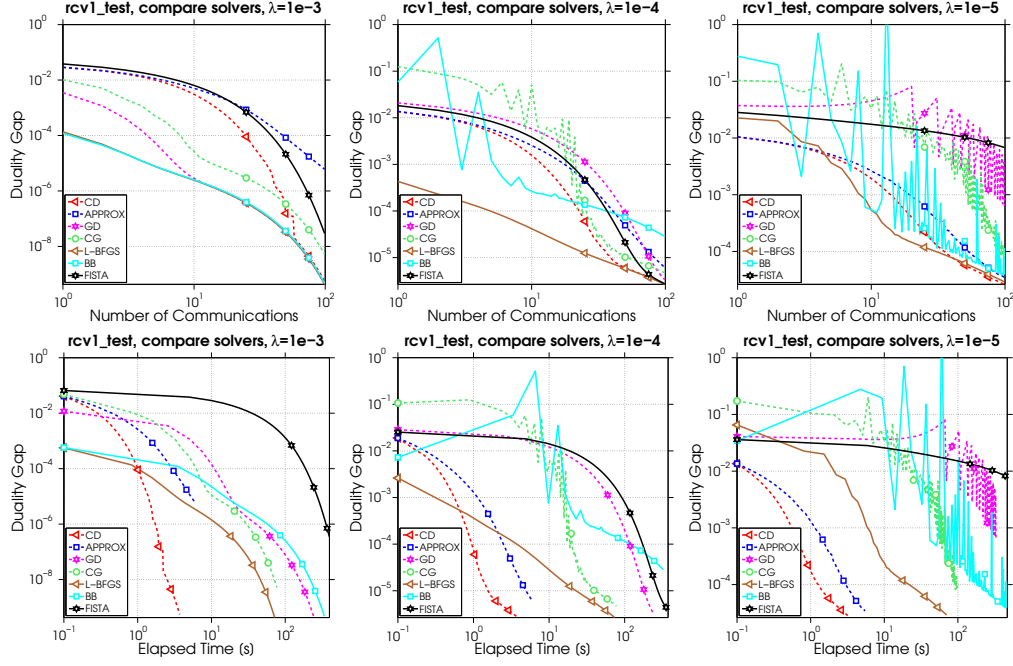 rcv1_test, compare solvers, λ=1e−3
10^0
10^−2
10^−4
10^−6
10^−8
Duality Gap
CD
APPROX
GD
CG
L−BFGS
BB
FISTA
10^0
10^1
10^2
Number of Communications
rcv1_test, compare solvers, λ=1e−4
10^0
10^−1
10^−2
10^−3
10^−4
10^−5
Duality Gap
CD
APPROX
GD
CG
L−BFGS
BB
FISTA
10^0
10^1
10^2
Number of Communications
rcv1_test, compare solvers, λ=1e−5
10^0
10^−2
10^−4
Duality Gap
CD
APPROX
GD
CG
L−BFGS
BB
FISTA
10^0
10^1
10^2
Number of Communications
rcv1_test, compare solvers, λ=1e−3
10^0
10^−2
10^−4
10^−6
10^−8
Duality Gap
CD
APPROX
GD
CG
L−BFGS
BB
FISTA
10^−1
10^0
10^1
10^2
Elapsed Time [s]
rcv1_test, compare solvers, λ=1e−4
10^0
10^−1
10^−2
10^−3
10^−4
10^−5
Duality Gap
CD
APPROX
GD
CG
L−BFGS
BB
FISTA
10^−1
10^0
10^1
10^2
Elapsed Time [s]
rcv1_test, compare solvers, λ=1e−5
10^0
10^−2
10^−4
Duality Gap
CD
APPROX
GD
CG
L−BFGS
BB
FISTA
10^−1
10^0
10^1
10^2
Elapsed Time [s]